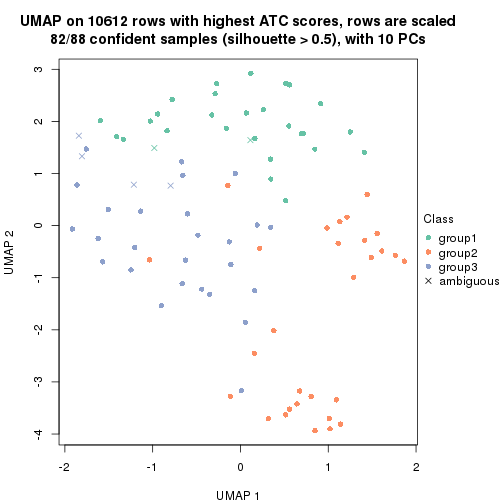 UMAP on 10612 rows with highest ATC scores, rows are scaled
82/88 confident samples (silhouette > 0.5), with 10 PCs
3
2
1
0
-1
-2
-3
-4
UMAP 2
-2
-1
0
1
2
UMAP 1
Class
group1
group2
group3
ambiguous